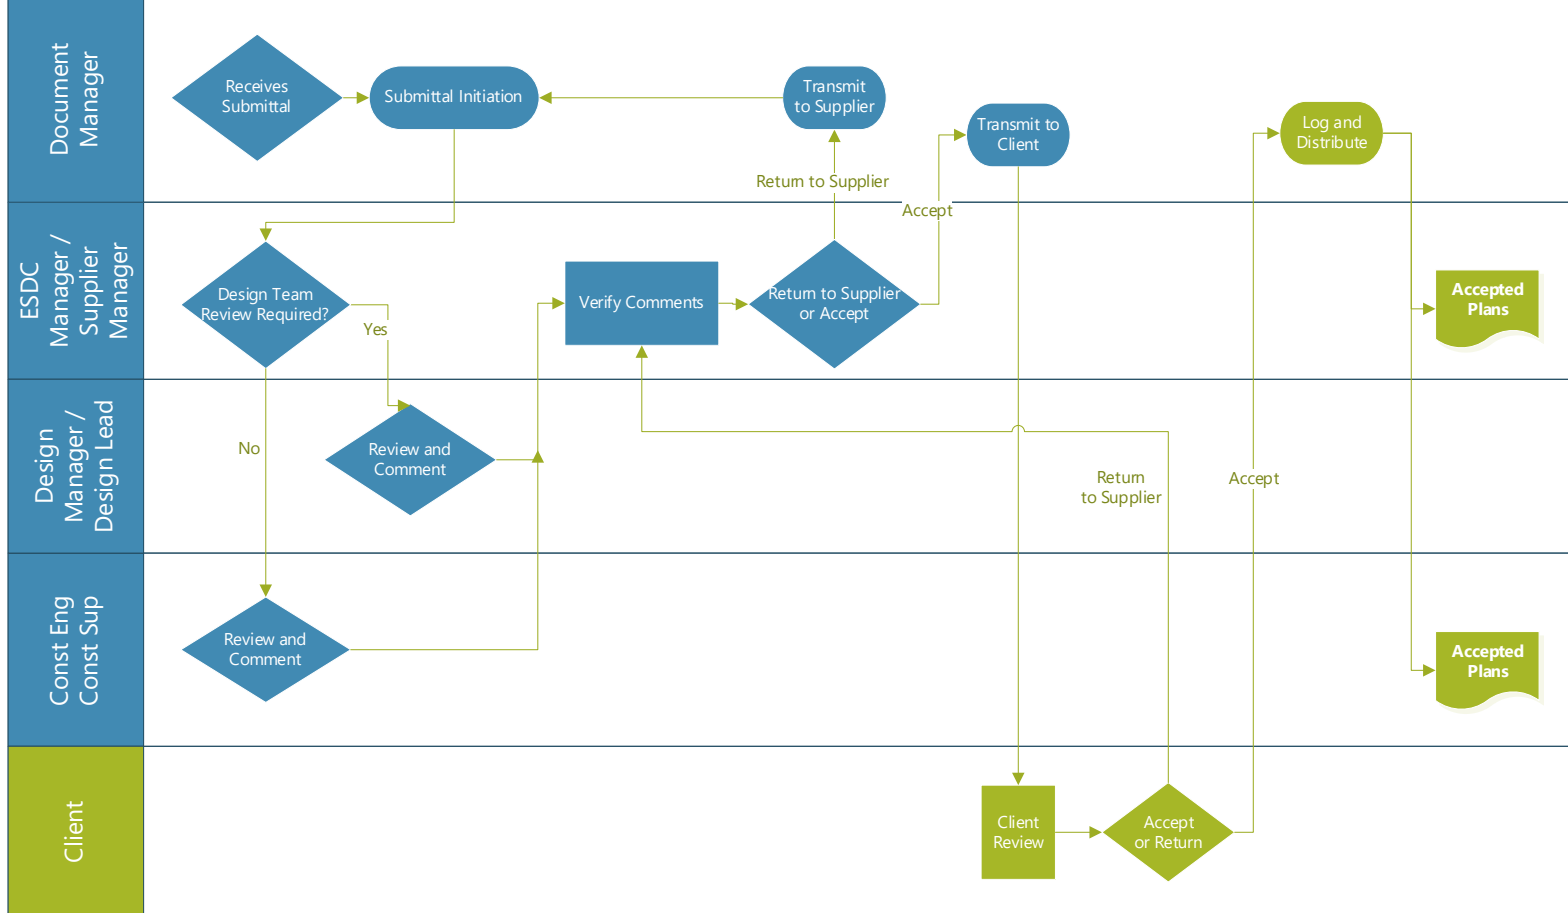 Document
Manager
Receives
Submittal
Submittal Initiation
Transmit
to Supplier
Transmit to
Client
Log and
Distribute
Return to Supplier
Accept
ESDC
Manager /
Supplier
Manager
Design Team
Review Required?
Yes
Verify Comments
Return to Supplier
or Accept
Accepted
Plans
Design
Manager /
Design Lead
No
Review and
Comment
Return
to Supplier
Accept
Const Eng
Const Sup
Review and
Comment
Accepted
Plans
Client
Client
Review
Accept
or Return